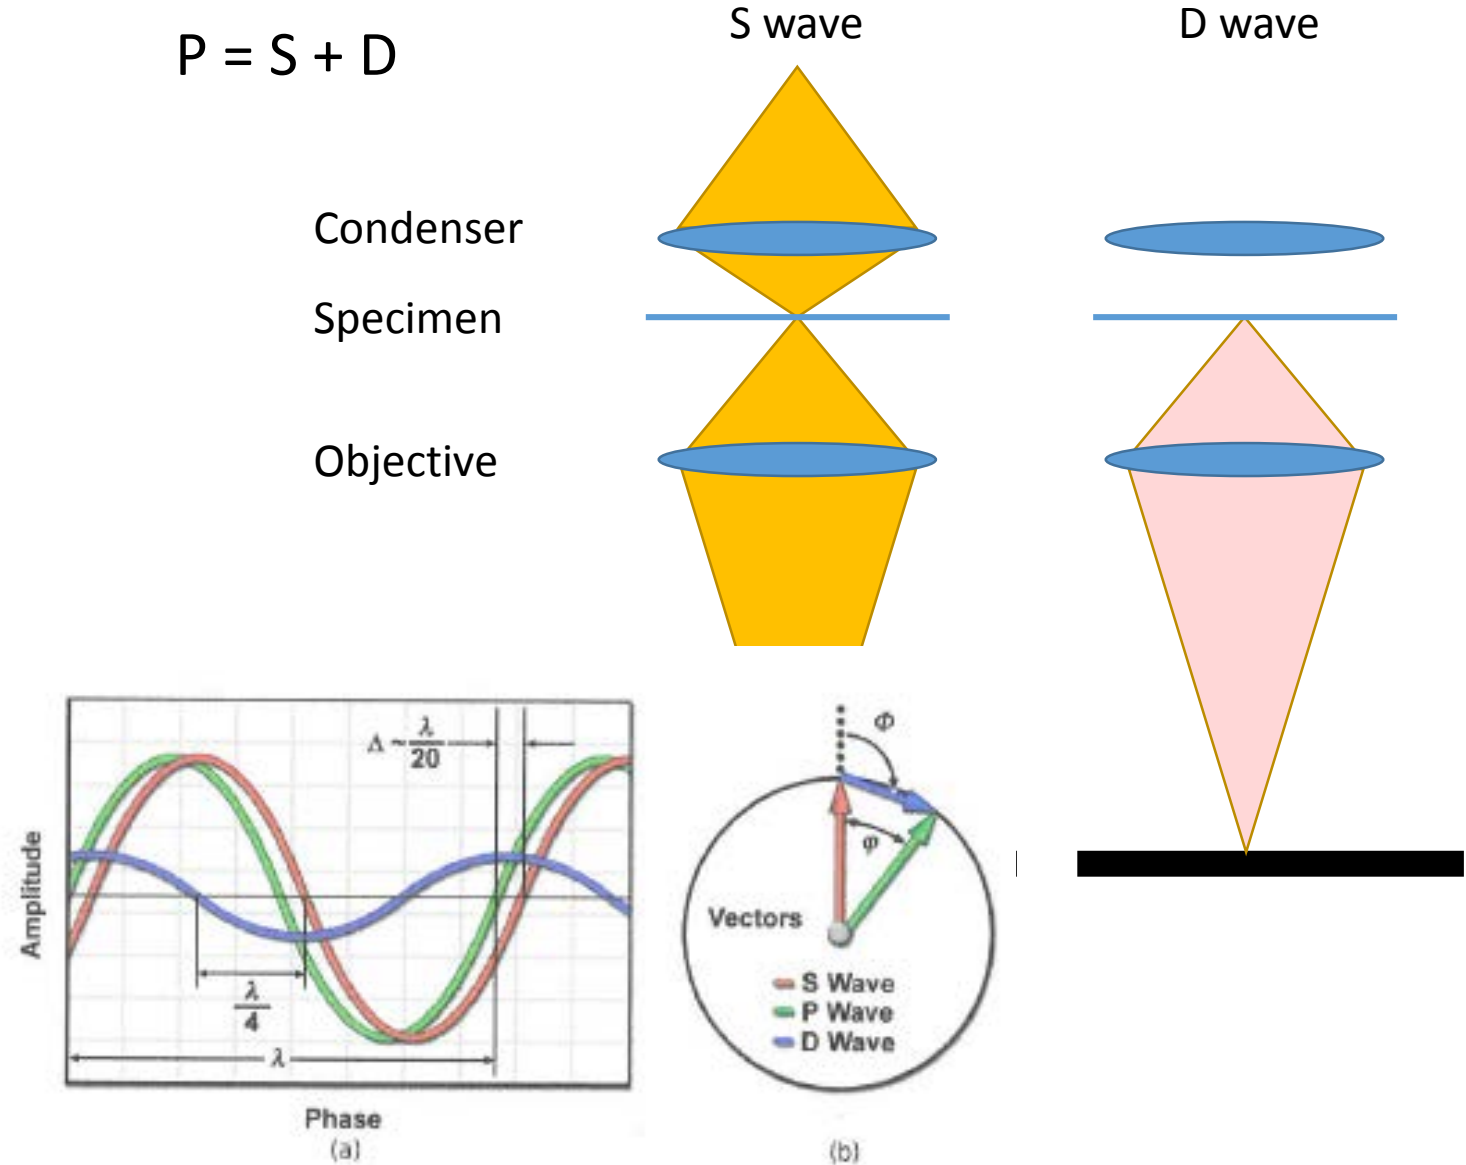 P = S + D
S wave
D wave
Condenser
Specimen
Objective
Δ ~ λ
20
λ
4
λ
Amplitude
Phase
(a)
Φ
φ
Vectors
S Wave
P Wave
D Wave
(b)